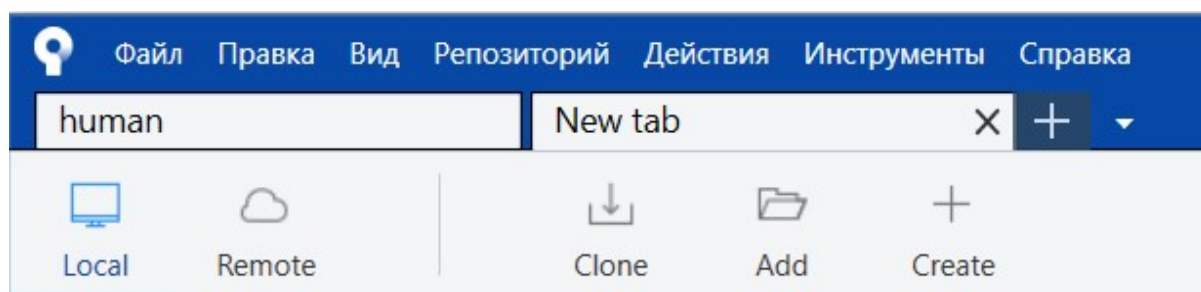 Файл Правка Вид Репозиторий Действия Инструменты Справка
human New tab
Local Remote Clone Add Create